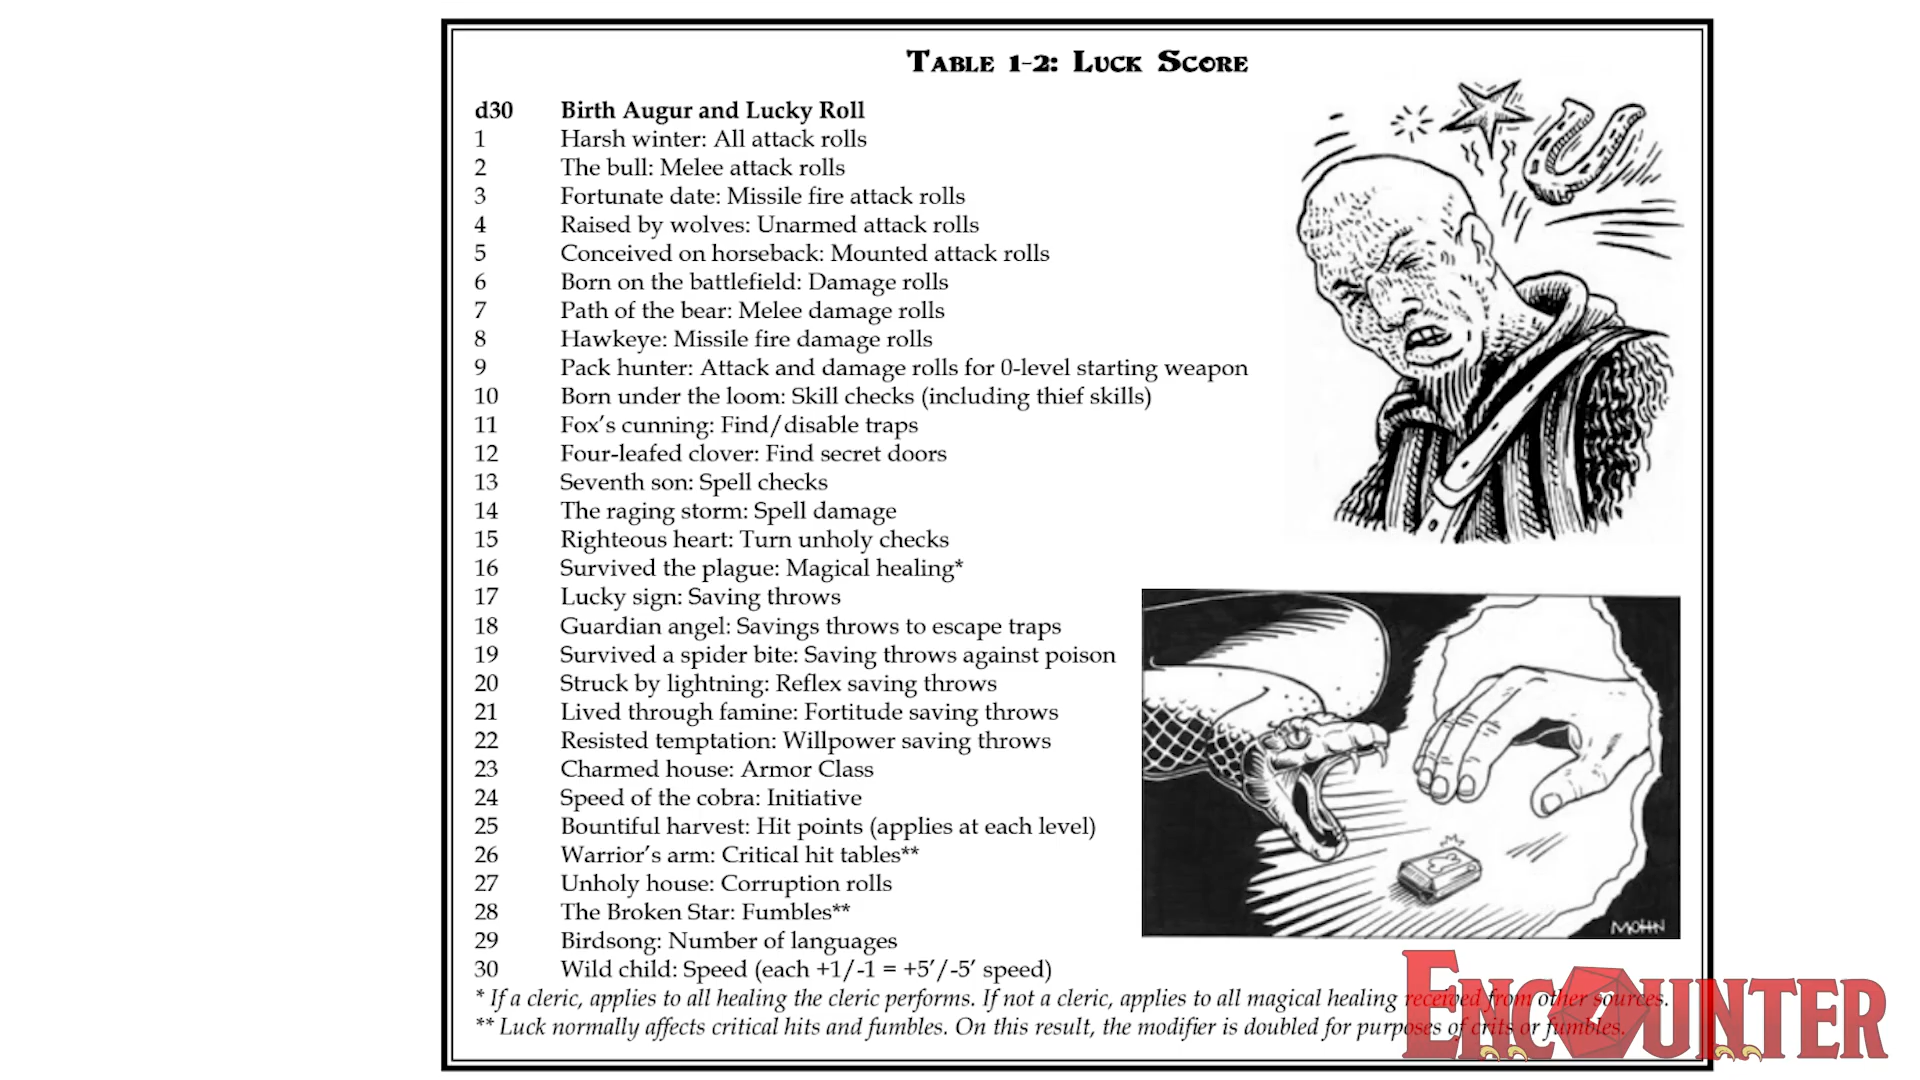 Table 1-2: Luck Score
d30 Birth Augur and Lucky Roll
1 Harsh winter: All attack rolls
2 The bull: Melee attack rolls
3 Fortunate date: Missile fire attack rolls
4 Raised by wolves: Unarmed attack rolls
5 Conceived on horseback: Mounted attack rolls
6 Born on the battlefield: Damage rolls
7 Path of the bear: Melee damage rolls
8 Hawkeye: Missile fire damage rolls
9 Pack hunter: Attack and damage rolls for 0-level starting weapon
10 Born under the loom: Skill checks (including thief skills)
11 Fox’s cunning: Find/disable traps
12 Four-leafed clover: Find secret doors
13 Seventh son: Spell checks
14 The raging storm: Spell damage
15 Righteous heart: Turn unholy checks
16 Survived the plague: Magical healing*
17 Lucky sign: Saving throws
18 Guardian angel: Savings throws to escape traps
19 Survived a spider bite: Saving throws against poison
20 Struck by lightning: Reflex saving throws
21 Lived through famine: Fortitude saving throws
22 Resisted temptation: Willpower saving throws
23 Charmed house: Armor Class
24 Speed of the cobra: Initiative
25 Bountiful harvest: Hit points (applies at each level)
26 Warrior’s arm: Critical hit tables**
27 Unholy house: Corruption rolls
28 The Broken Star: Fumbles**
29 Birdsong: Number of languages
30 Wild child: Speed (each +1/-1 = +5’/-5’ speed)
* If a cleric, applies to all healing the cleric performs. If not a cleric, applies to all magical healing received from other sources.
** Luck normally affects critical hits and fumbles. On this result, the modifier is doubled for purposes of crits or fumbles.
MOHN
ENCOUNTER